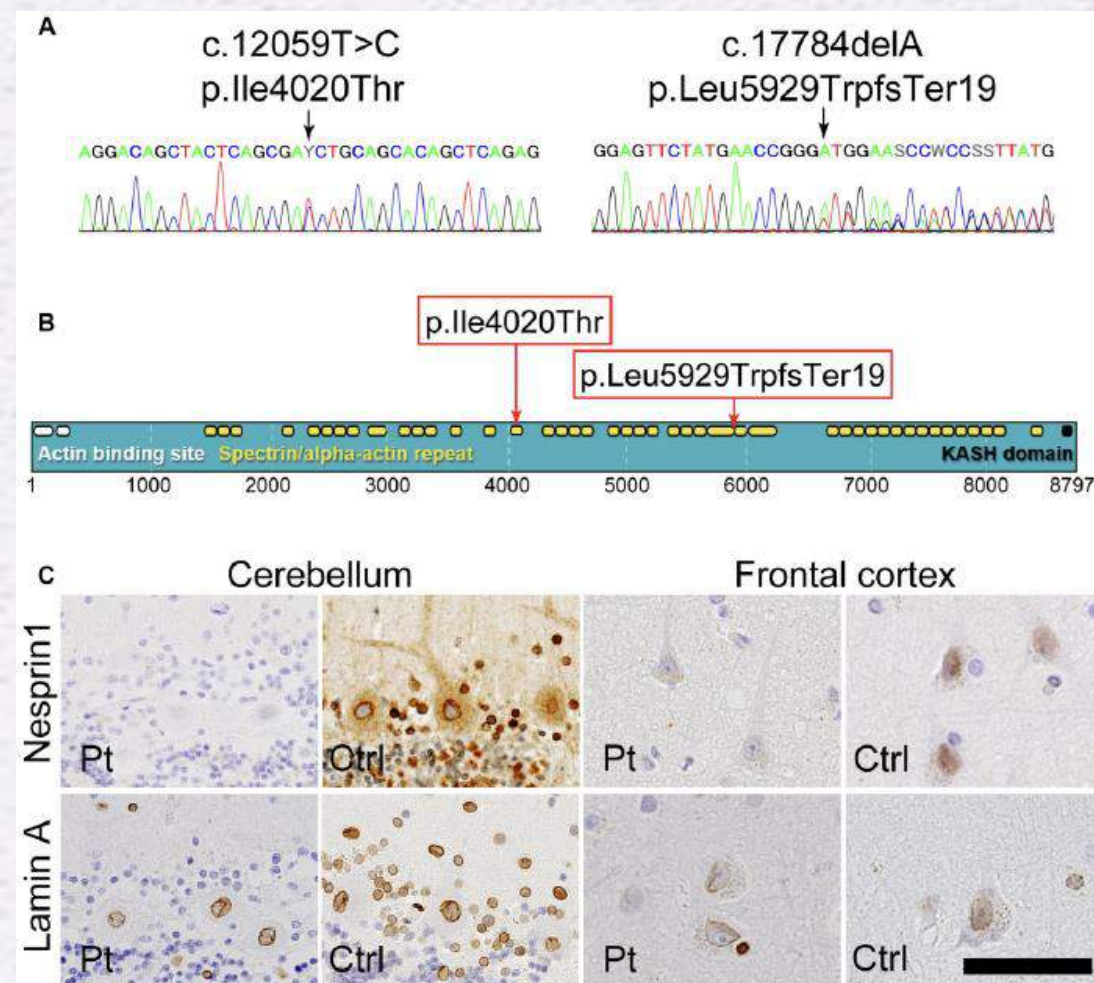 A
c.12059T>C
p.Ile4020Thr
c.17784delA
p.Leu5929TrpfsTer19
AGGACAGCTACTCAGCGAYCTGCAGCACAGCTCAGAG
GGAGTTCTATGAACCGGGATGGAASCCWCCSSTTATG
B
p.Ile4020Thr
p.Leu5929TrpfsTer19
Actin binding site
Spectrin/alpha-actin repeat
KASH domain
1 1000 2000 3000 4000 5000 6000 7000 8000 8797
C
Cerebellum
Frontal cortex
Nesprin1
Pt
Ctrl
Pt
Ctrl
Lamin A
Pt
Ctrl
Pt
Ctrl